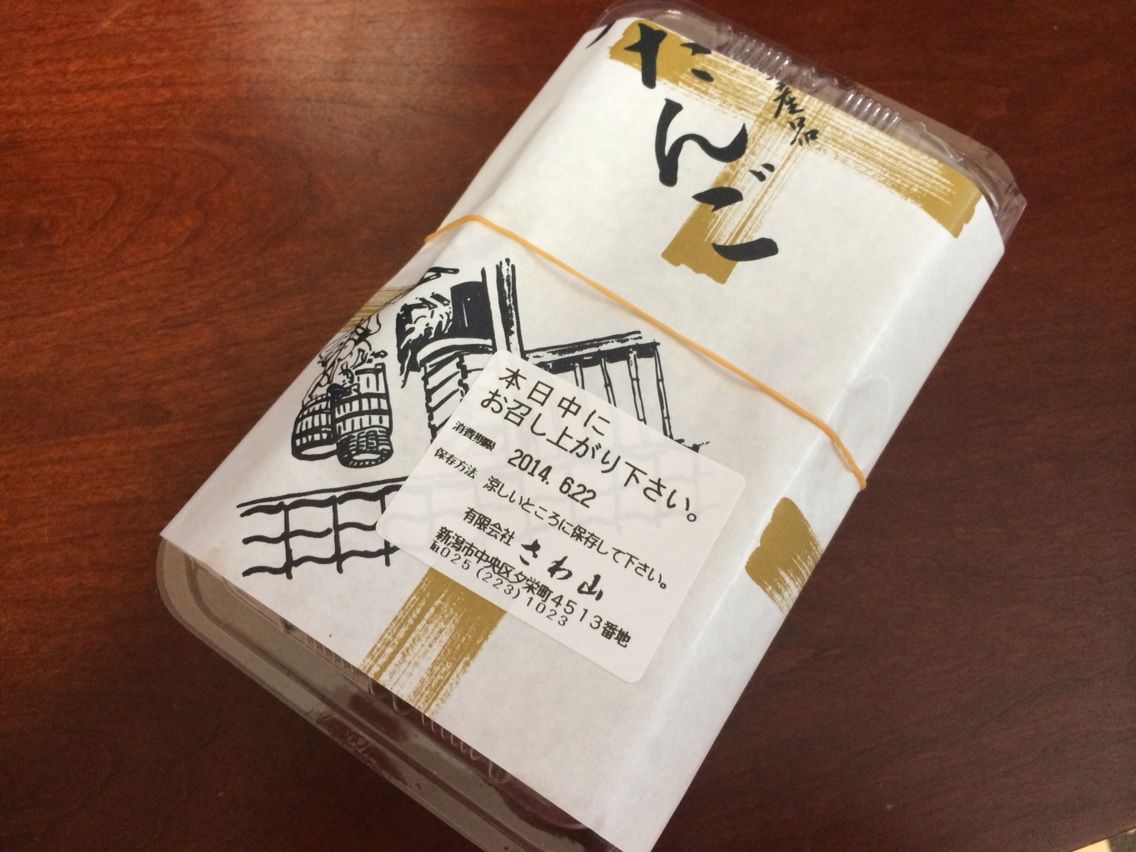 だんご
産品
本日中に
お召し上がり下さい。
消費期限 2014. 6.22
保存方法 涼しいところに保存して下さい。
有限会社 さわ山
新潟市中央区夕栄町4513番地
℡025(223)1023